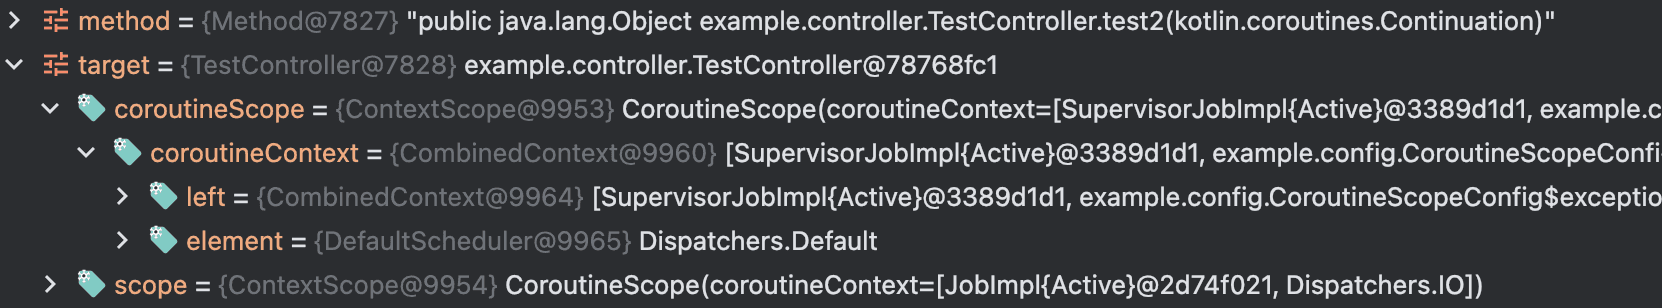 method = {Method@7827} "public java.lang.Object example.controller.TestController.test2(kotlin.coroutines.Continuation)"
target = {TestController@7828} example.controller.TestController@78768fc1
coroutineScope = {ContextScope@9953} CoroutineScope(coroutineContext=[SupervisorJobImpl{Active}@3389d1d1, example.c
coroutineContext = {CombinedContext@9960} [SupervisorJobImpl{Active}@3389d1d1, example.config.CoroutineScopeConfi
left = {CombinedContext@9964} [SupervisorJobImpl{Active}@3389d1d1, example.config.CoroutineScopeConfig$exceptio
element = {DefaultScheduler@9965} Dispatchers.Default
scope = {ContextScope@9954} CoroutineScope(coroutineContext=[JobImpl{Active}@2d74f021, Dispatchers.IO])